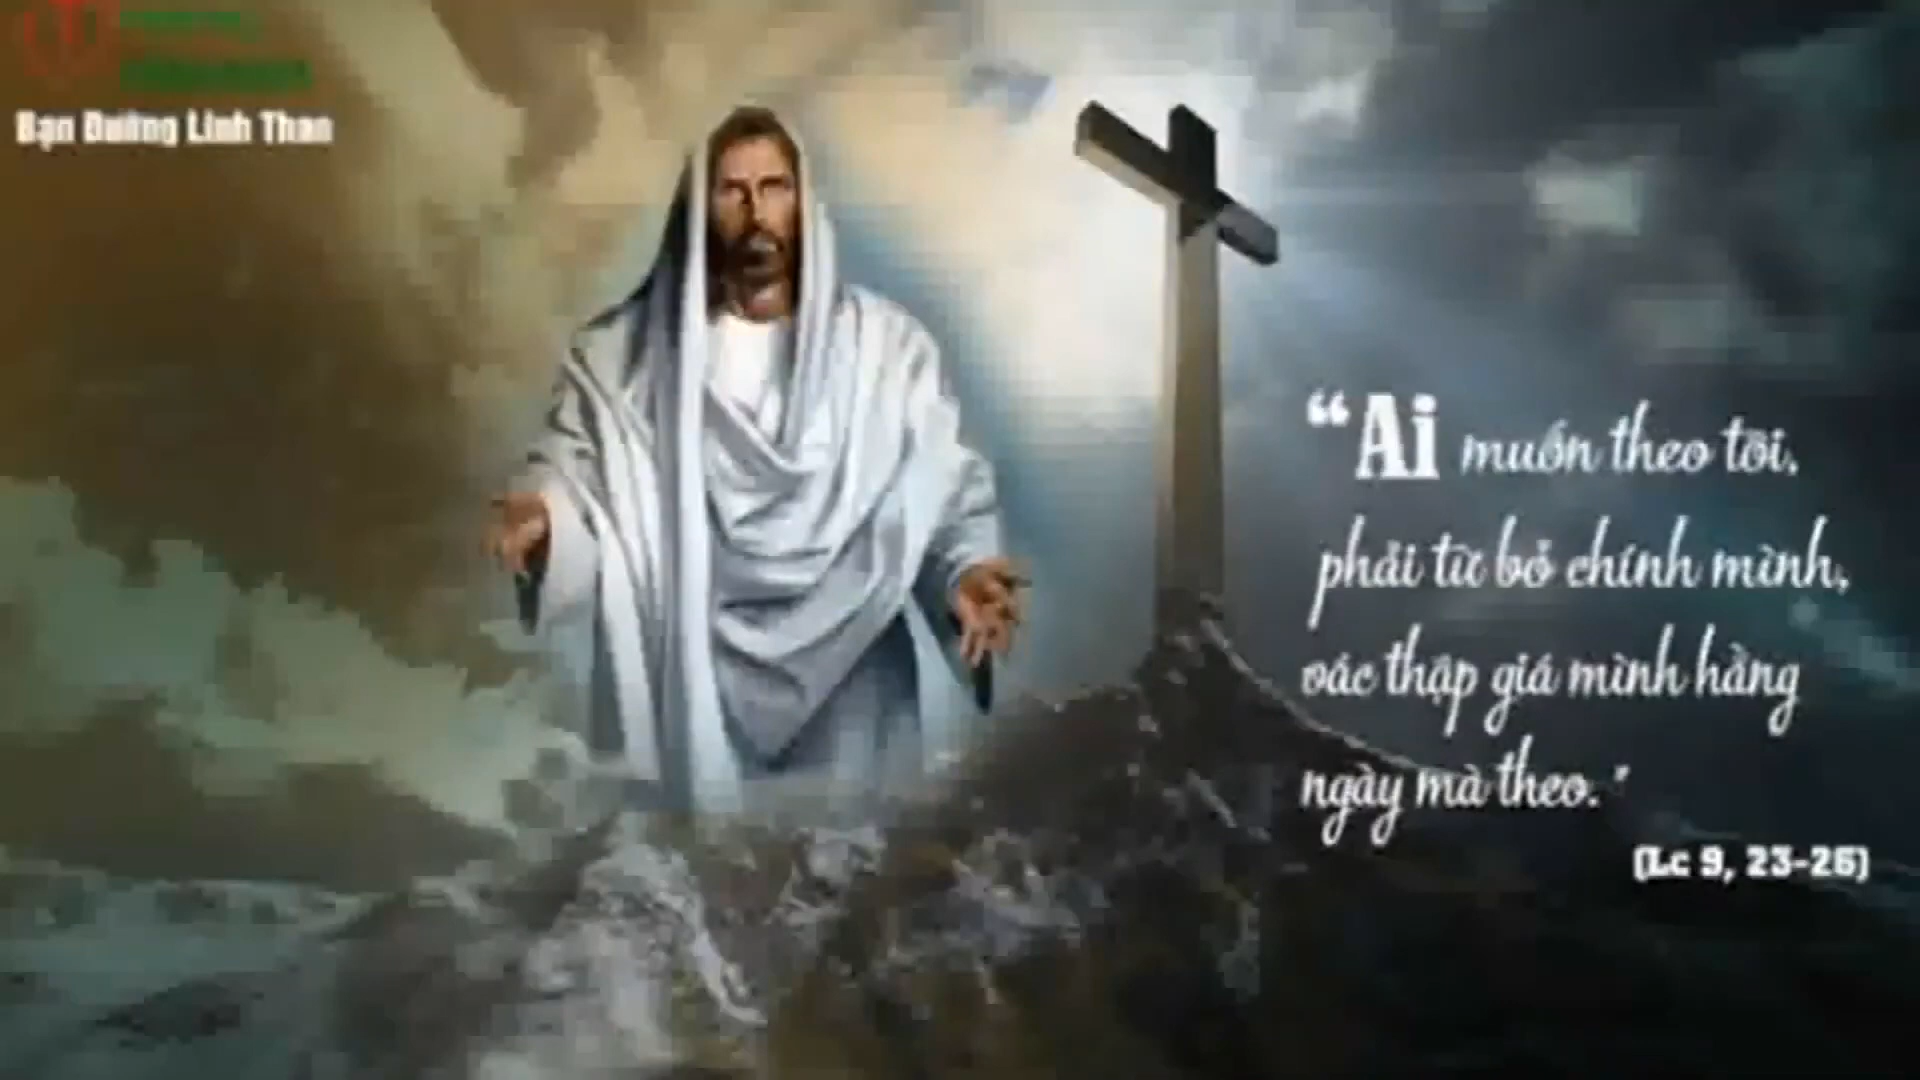 Bạn Đường Linh Thao
“Ai muốn theo tôi,
phải từ bỏ chính mình,
vác thập giá mình hằng
ngày mà theo."
(Lc 9, 23-26)